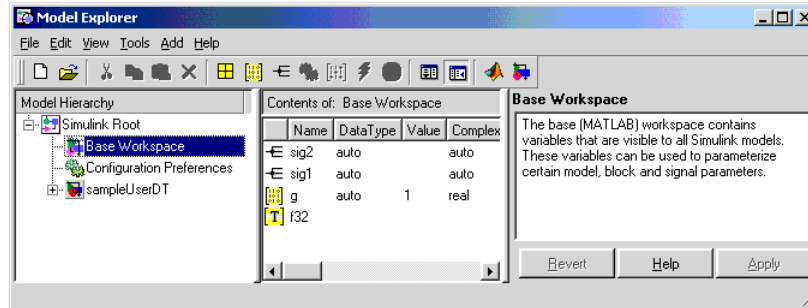 Model Explorer
File Edit View Tools Add Help
Model Hierarchy
Simulink Root
Base Workspace
Configuration Preferences
sampleUserDT
Contents of: Base Workspace
Name DataType Value Complex
sig2 auto auto
sig1 auto auto
g auto 1 real
T f32
Base Workspace
The base (MATLAB) workspace contains
variables that are visible to all Simulink models.
These variables can be used to parameterize
certain model, block and signal parameters.
Revert Help Apply